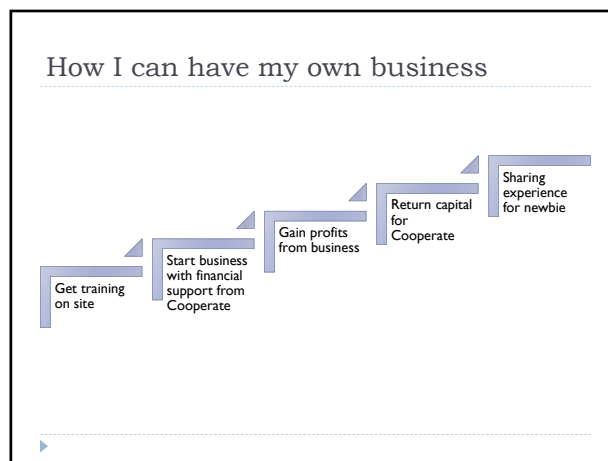 How I can have my own business
Get training
on site
Start business
with financial
support from
Cooperate
Gain profits
from business
Return capital
for
Cooperate
Sharing
experience
for newbie